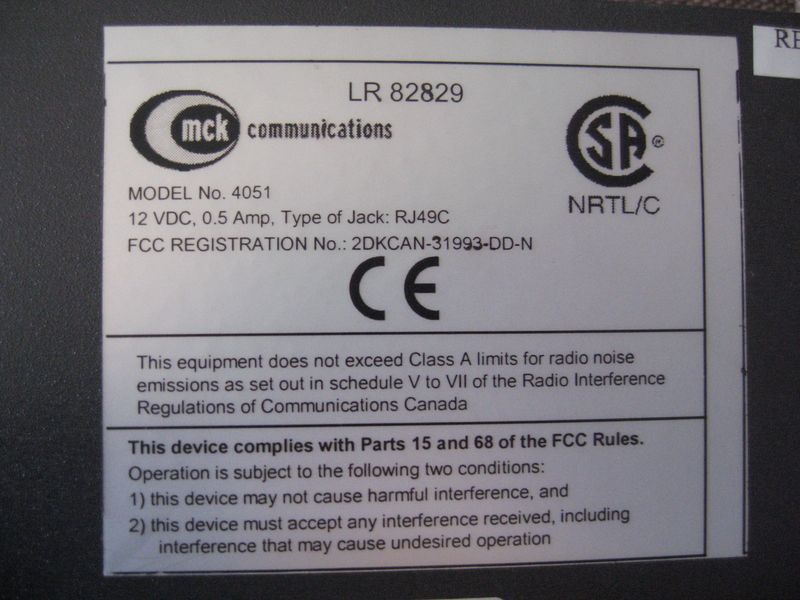 RE
LR 82829
mck communications
CSA ®
NRTL/C
MODEL No. 4051
12 VDC, 0.5 Amp, Type of Jack: RJ49C
FCC REGISTRATION No.: 2DKCAN-31993-DD-N
CE
This equipment does not exceed Class A limits for radio noise
emissions as set out in schedule V to VII of the Radio Interference
Regulations of Communications Canada
This device complies with Parts 15 and 68 of the FCC Rules.
Operation is subject to the following two conditions:
1) this device may not cause harmful interference, and
2) this device must accept any interference received, including
interference that may cause undesired operation